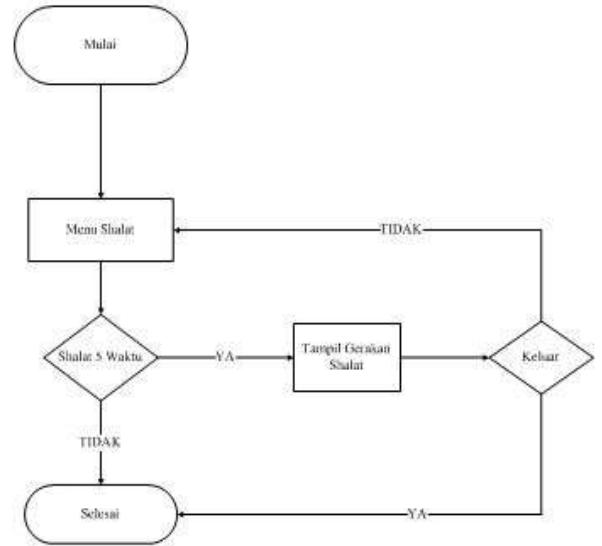 Mulai
Menu Shalat
TIDAK
Shalat 5 Waktu
YA
Tampil Gerakan
Shalat
Keluar
TIDAK
Selesai
YA